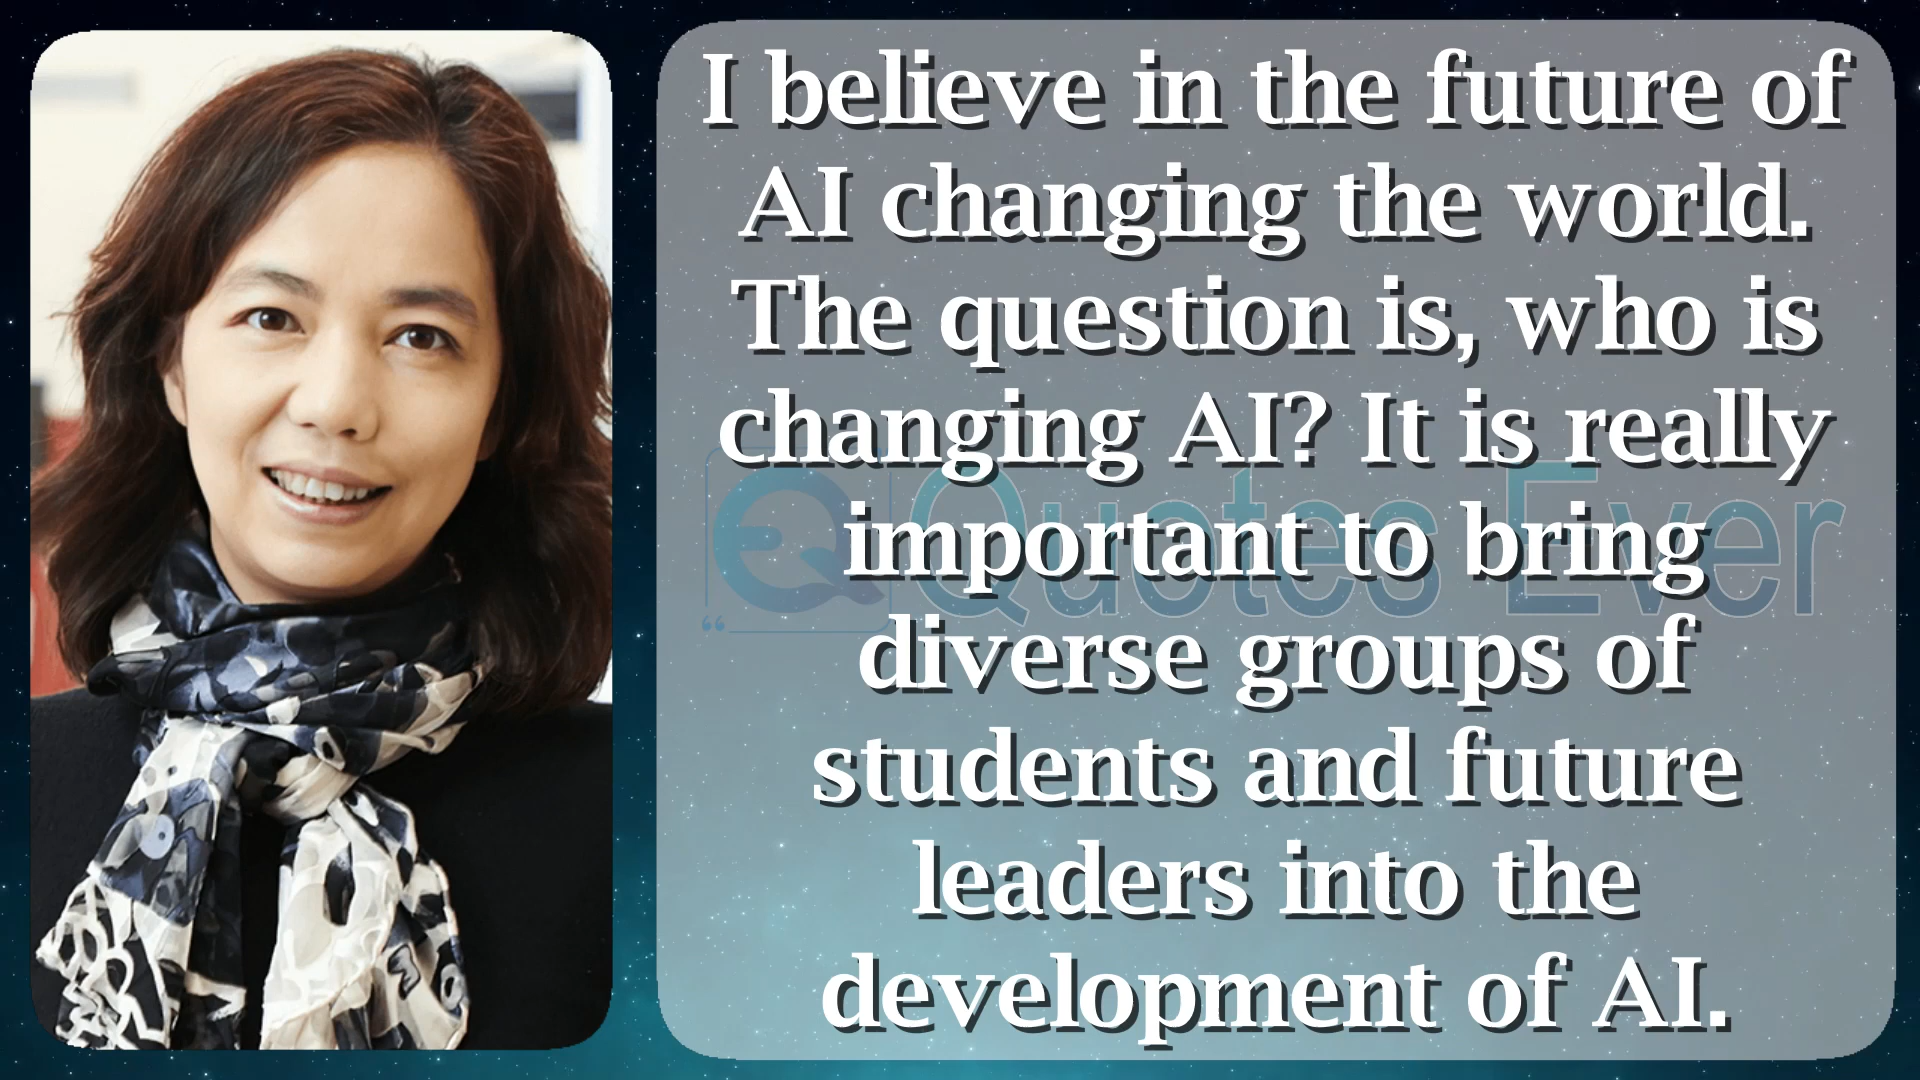 I believe in the future of
AI changing the world.
The question is, who is
changing AI? It is really
important to bring
diverse groups of
students and future
leaders into the
development of AI.
EQ Quotes Ever